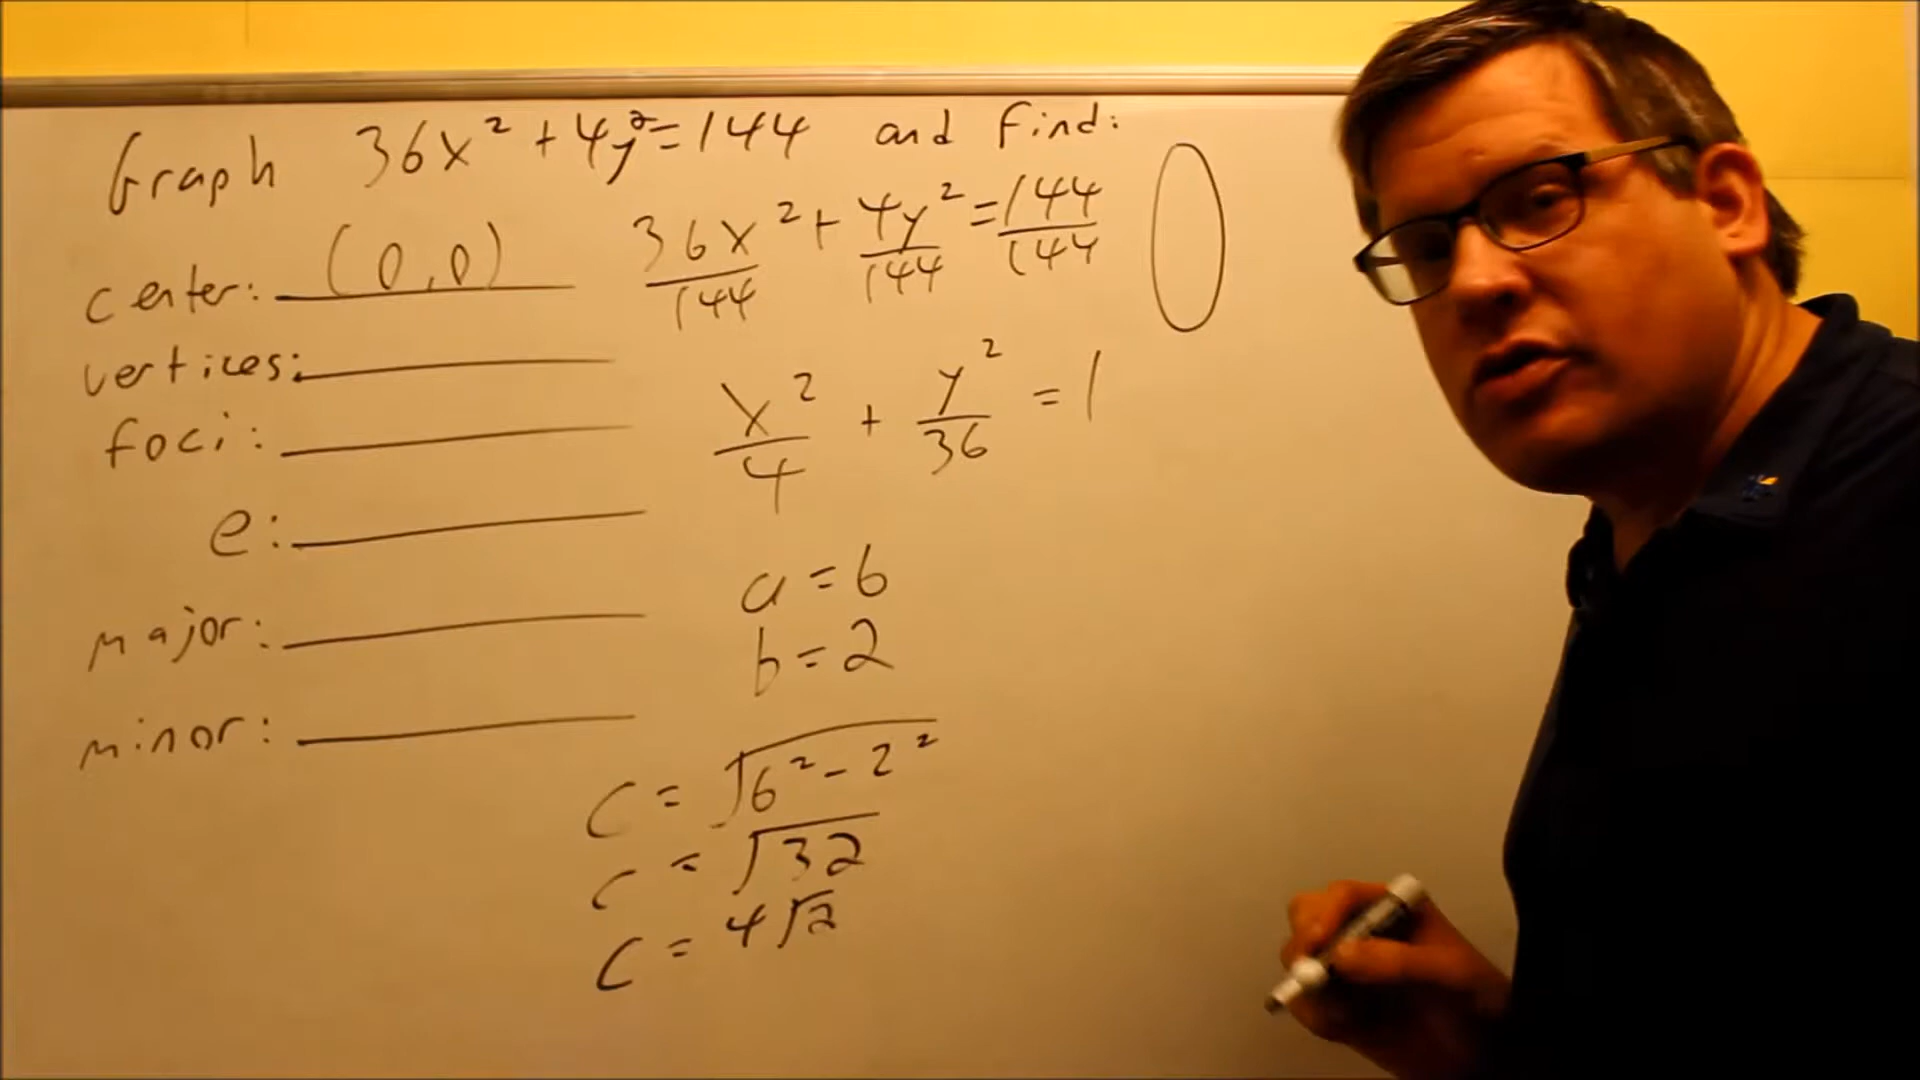 Graph 36x² + 4y² = 144 and find:
center: (0,0)
vertices:
foci:
e:
major:
minor:
36x²/144 + 4y²/144 = 144/144
x²/4 + y²/36 = 1
a = 6
b = 2
c = √(6² - 2²)
c = √32
c = 4√2